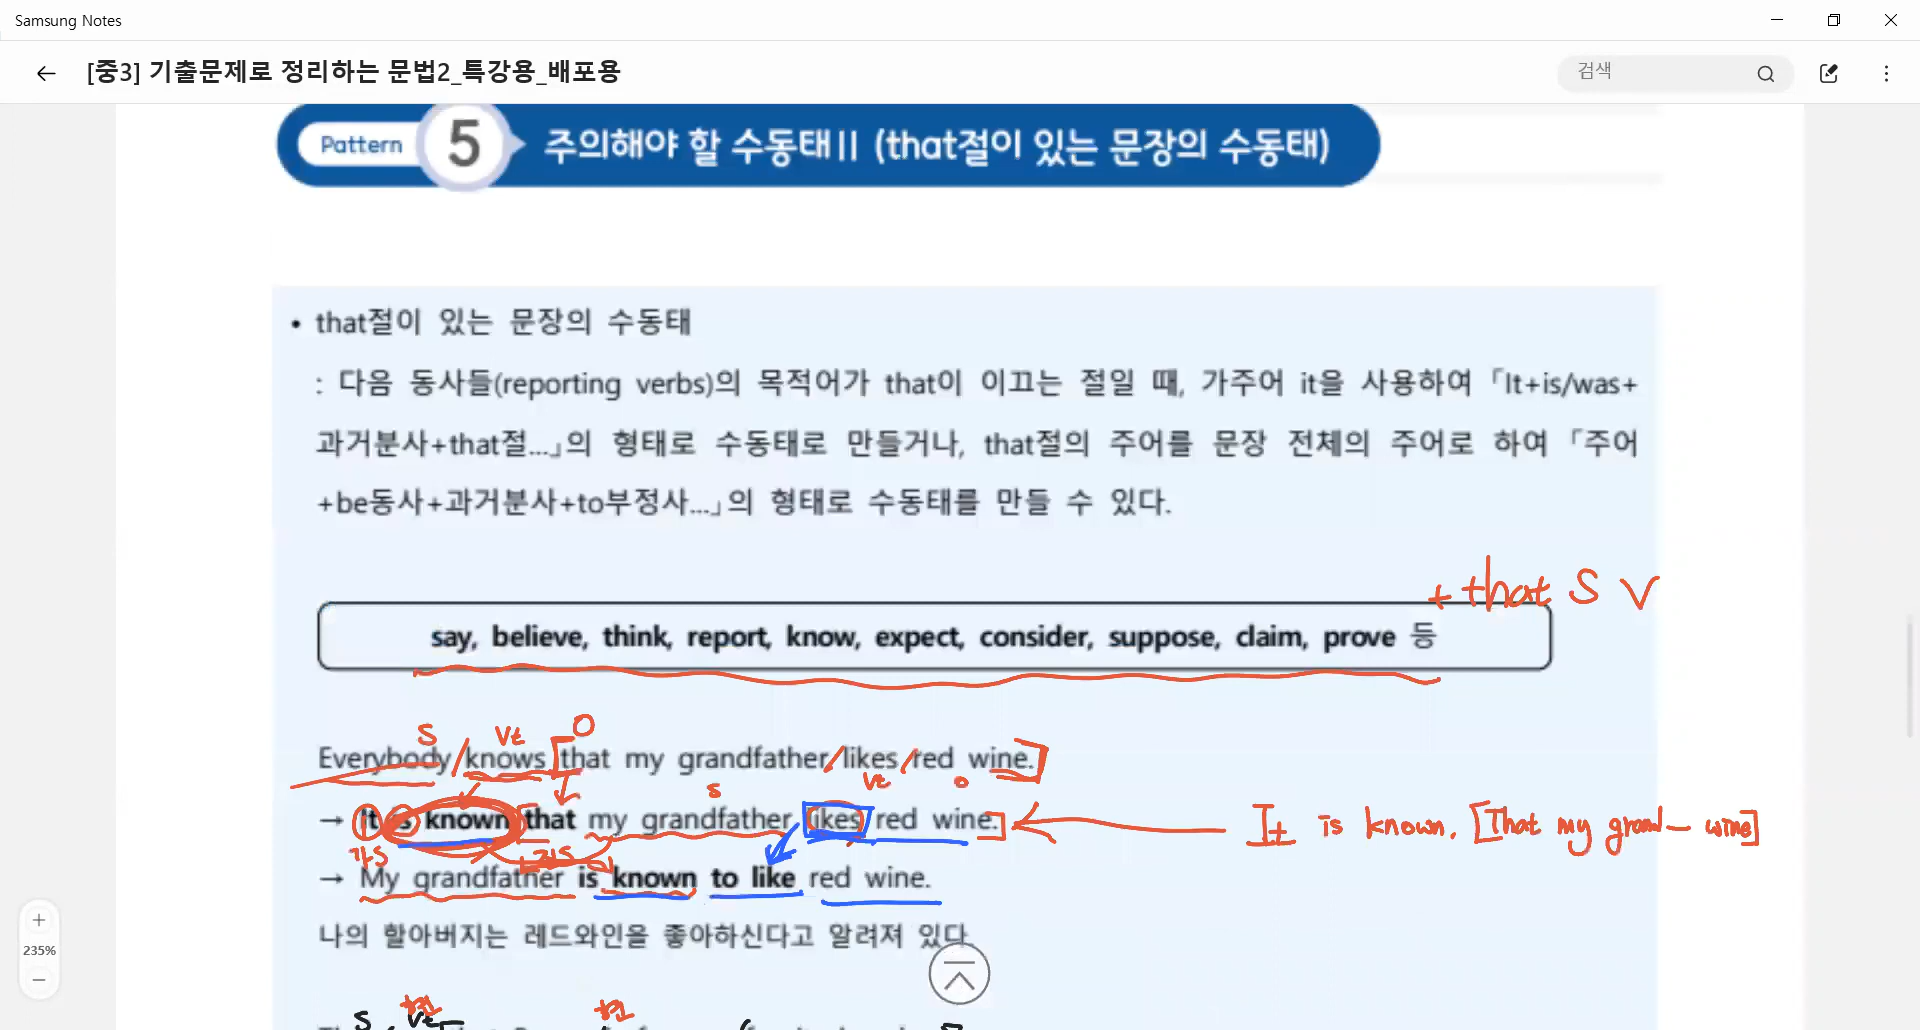 Samsung Notes
[중3] 기출문제로 정리하는 문법2_특강용_배포용
검색
Pattern 5 주의해야 할 수동태Ⅱ (that절이 있는 문장의 수동태)
• that절이 있는 문장의 수동태
: 다음 동사들(reporting verbs)의 목적어가 that이 이끄는 절일 때, 가주어 it을 사용하여 「It+is/was+
과거분사+that절...」의 형태로 수동태로 만들거나, that절의 주어를 문장 전체의 주어로 하여 「주어
+be동사+과거분사+to부정사...」의 형태로 수동태를 만들 수 있다.
+ that S V
say, believe, think, report, know, expect, consider, suppose, claim, prove 등
S Vt O
Everybody knows that my grandfather likes red wine.
s Vt o
→ it is known that my grandfather likes red wine.
It is known. [That my grand— wine]
가S
→ My grandfather is known to like red wine.
나의 할아버지는 레드와인을 좋아하신다고 알려져 있다
235%
S Vt